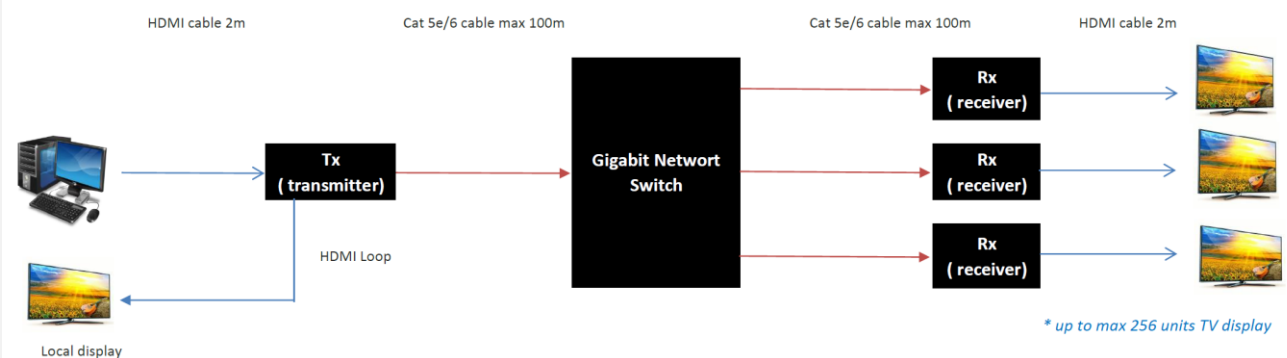 HDMI cable 2m
Cat 5e/6 cable max 100m
Cat 5e/6 cable max 100m
HDMI cable 2m
Rx
( receiver)
Tx
( transmitter)
Gigabit Networt
Switch
Rx
( receiver)
Rx
( receiver)
HDMI Loop
* up to max 256 units TV display
Local display